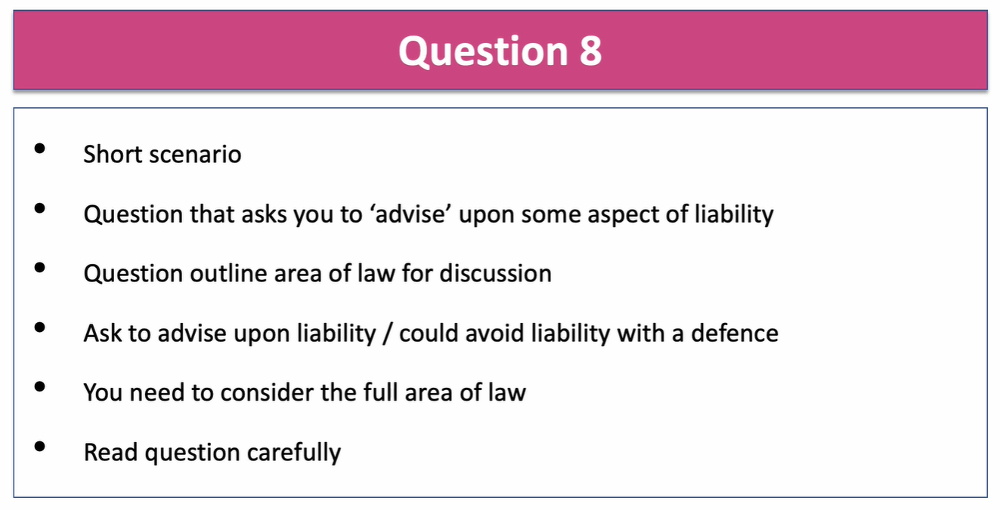 Question 8
• Short scenario
• Question that asks you to ‘advise’ upon some aspect of liability
• Question outline area of law for discussion
• Ask to advise upon liability / could avoid liability with a defence
• You need to consider the full area of law
• Read question carefully